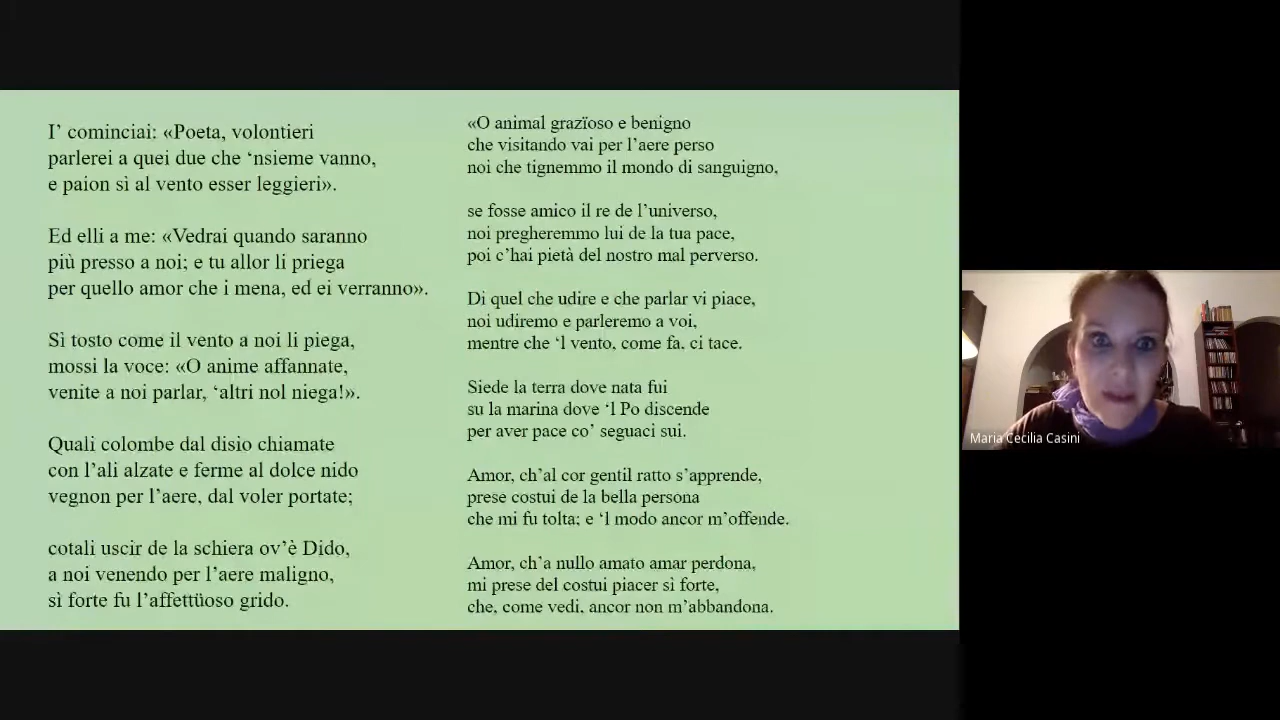 I’ cominciai: «Poeta, volontieri
parlerei a quei due che ‘nsieme vanno,
e paion sì al vento esser leggieri».
Ed elli a me: «Vedrai quando saranno
più presso a noi; e tu allor li priega
per quello amor che i mena, ed ei verranno».
Sì tosto come il vento a noi li piega,
mossi la voce: «O anime affannate,
venite a noi parlar, ‘altri nol niega!».
Quali colombe dal disio chiamate
con l’ali alzate e ferme al dolce nido
vegnon per l’aere, dal voler portate;
cotali uscir de la schiera ov’è Dido,
a noi venendo per l’aere maligno,
sì forte fu l’affettüoso grido.
«O animal grazïoso e benigno
che visitando vai per l’aere perso
noi che tignemmo il mondo di sanguigno,
se fosse amico il re de l’universo,
noi pregheremmo lui de la tua pace,
poi c’hai pietà del nostro mal perverso.
Di quel che udire e che parlar vi piace,
noi udiremo e parleremo a voi,
mentre che ‘l vento, come fa, ci tace.
Siede la terra dove nata fui
su la marina dove ‘l Po discende
per aver pace co’ seguaci sui.
Amor, ch’al cor gentil ratto s’apprende,
prese costui de la bella persona
che mi fu tolta; e ‘l modo ancor m’offende.
Amor, ch’a nullo amato amar perdona,
mi prese del costui piacer sì forte,
che, come vedi, ancor non m’abbandona.
Maria Cecilia Casini